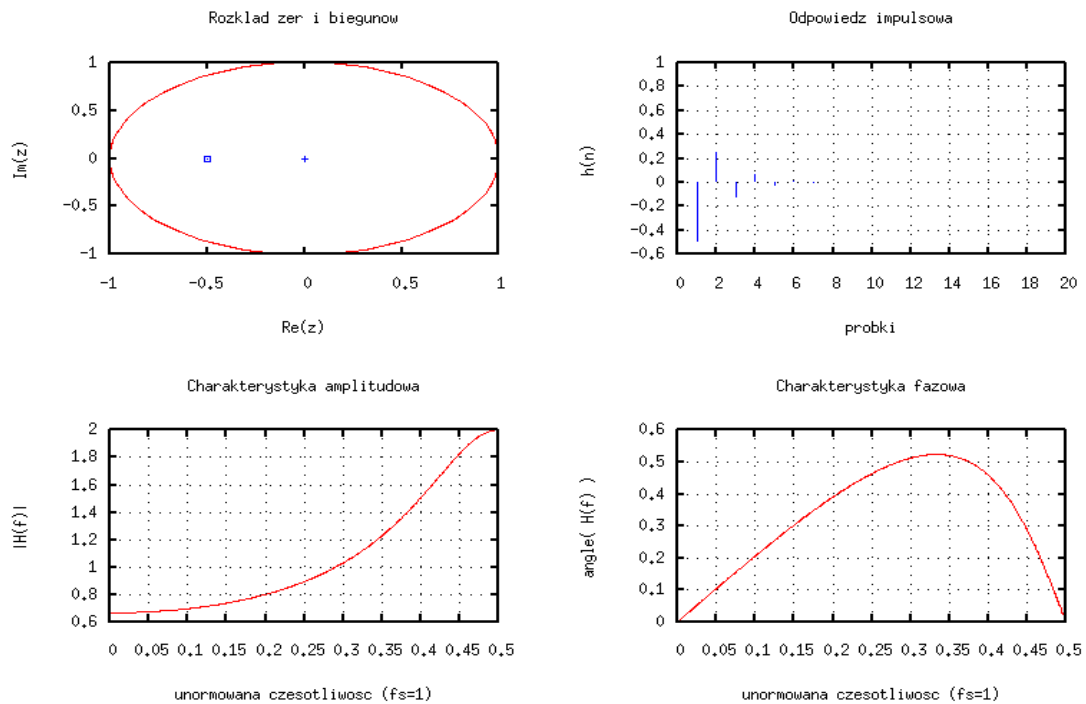 Rozklad zer i biegunow
Im(z)
1
0.5
0
-0.5
-1
-1 -0.5 0 0.5 1
Re(z)
Odpowiedz impulsowa
h(n)
1
0.8
0.6
0.4
0.2
0
-0.2
-0.4
-0.6
0 2 4 6 8 10 12 14 16 18 20
probki
Charakterystyka amplitudowa
|H(f)|
2
1.8
1.6
1.4
1.2
1
0.8
0.6
0 0.05 0.1 0.15 0.2 0.25 0.3 0.35 0.4 0.45 0.5
unormowana czesotliwosc (fs=1)
Charakterystyka fazowa
angle( H(f) )
0.6
0.5
0.4
0.3
0.2
0.1
0
0 0.05 0.1 0.15 0.2 0.25 0.3 0.35 0.4 0.45 0.5
unormowana czesotliwosc (fs=1)